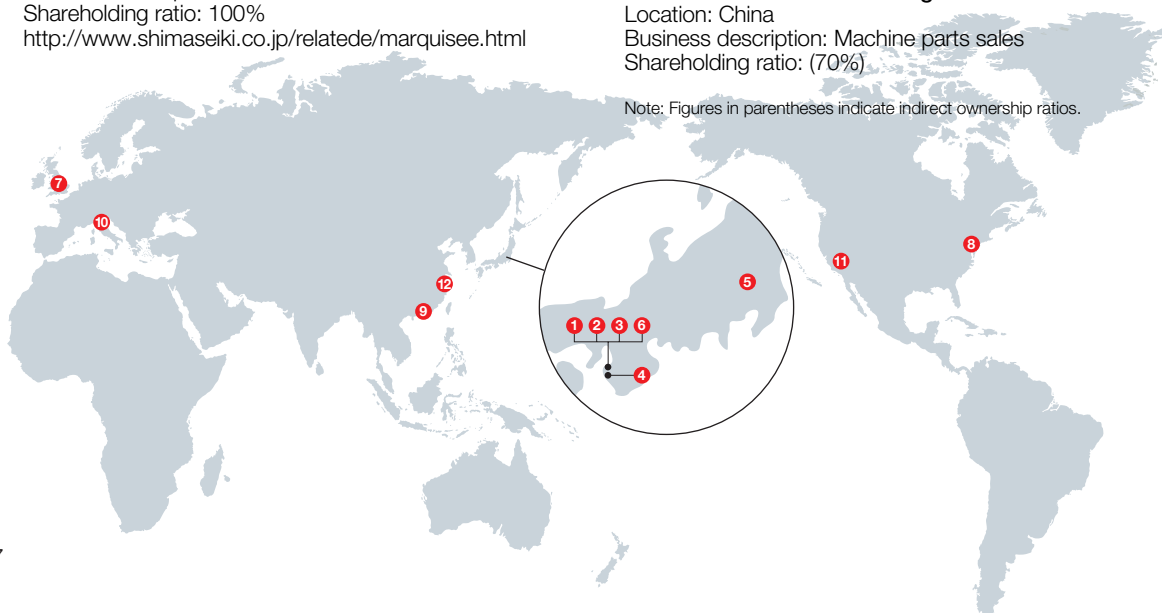 Shareholding ratio: 100%
http://www.shimaseiki.co.jp/relatede/marquisee.html
Location: China
Business description: Machine parts sales
Shareholding ratio: (70%)
Note: Figures in parentheses indicate indirect ownership ratios.
7
10
8
11
5
12
9
1 2 3 6
4